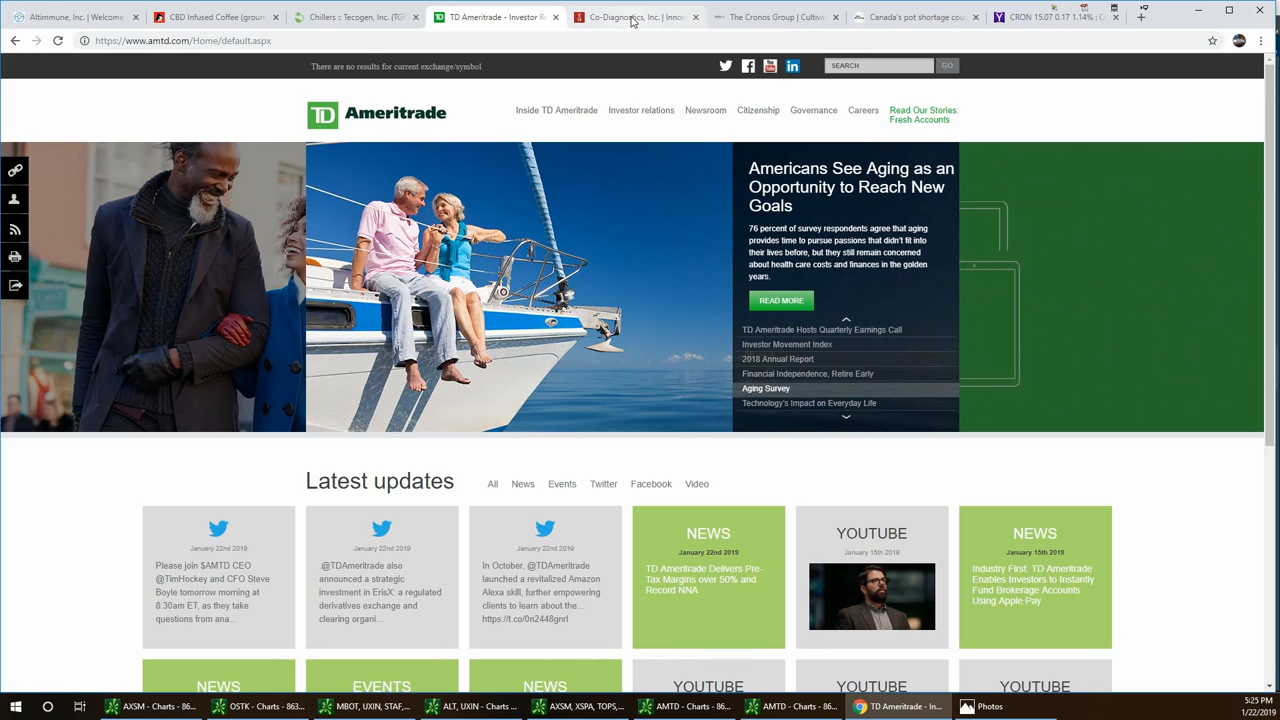 Altimmune, Inc. | Welcome
CBD Infused Coffee (groun
Chillers :: Tecogen, Inc. (TGE
TD Ameritrade - Investor R
Co-Diagnostics, Inc. | Innov
The Cronos Group | Cultiva
Canada's pot shortage cou
CRON 15.07 0.17 1.14% : C
https://www.amtd.com/Home/default.aspx
There are no results for current exchange/symbol
SEARCH
GO
TD Ameritrade
Inside TD Ameritrade
Investor relations
Newsroom
Citizenship
Governance
Careers
Read Our Stories:
Fresh Accounts
Americans See Aging as an
Opportunity to Reach New
Goals
76 percent of survey respondents agree that aging
provides time to pursue passions that didn't fit into
their lives before, but they still remain concerned
about health care costs and finances in the golden
years.
READ MORE
TD Ameritrade Hosts Quarterly Earnings Call
Investor Movement Index
2018 Annual Report
Financial Independence, Retire Early
Aging Survey
Technology's Impact on Everyday Life
Latest updates
All
News
Events
Twitter
Facebook
Video
January 22nd 2019
Please join $AMTD CEO
@TimHockey and CFO Steve
Boyle tomorrow morning at
8:30am ET, as they take
questions from ana...
January 22nd 2019
@TDAmeritrade also
announced a strategic
investment in ErisX: a regulated
derivatives exchange and
clearing organi...
January 22nd 2019
In October, @TDAmeritrade
launched a revitalized Amazon
Alexa skill, further empowering
clients to learn about the...
https://t.co/0n2448gnrl
NEWS
January 22nd 2019
TD Ameritrade Delivers Pre-
Tax Margins over 50% and
Record NNA
YOUTUBE
January 15th 2019
NEWS
January 15th 2019
Industry First: TD Ameritrade
Enables Investors to Instantly
Fund Brokerage Accounts
Using Apple Pay
NEWS
EVENTS
NEWS
YOUTUBE
YOUTUBE
YOUTUBE
AXSM - Charts - 86...
OSTK - Charts - 863...
MBOT, UXIN, STAF,...
ALT, UXIN - Charts ...
AXSM, XSPA, TOPS,...
AMTD - Charts - 86...
AMTD - Charts - 86...
TD Ameritrade - In...
Photos
5:25 PM
1/22/2019